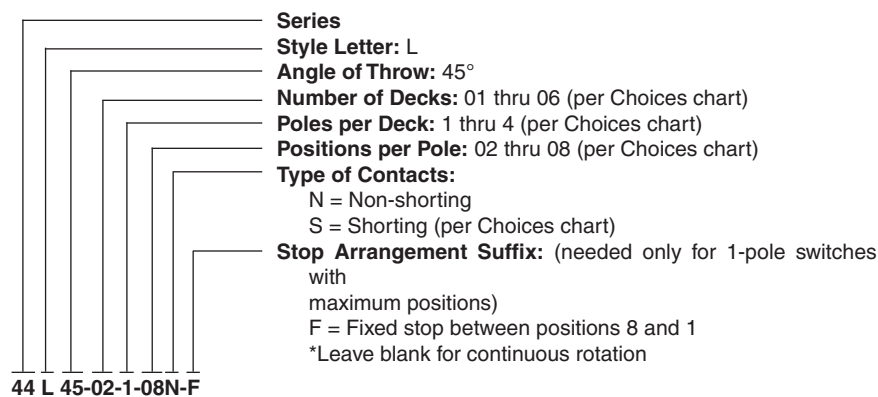 Series
Style Letter: L
Angle of Throw: 45°
Number of Decks: 01 thru 06 (per Choices chart)
Poles per Deck: 1 thru 4 (per Choices chart)
Positions per Pole: 02 thru 08 (per Choices chart)
Type of Contacts:
N = Non-shorting
S = Shorting (per Choices chart)
Stop Arrangement Suffix: (needed only for 1-pole switches
with
maximum positions)
F = Fixed stop between positions 8 and 1
*Leave blank for continuous rotation
44 L 45-02-1-08N-F